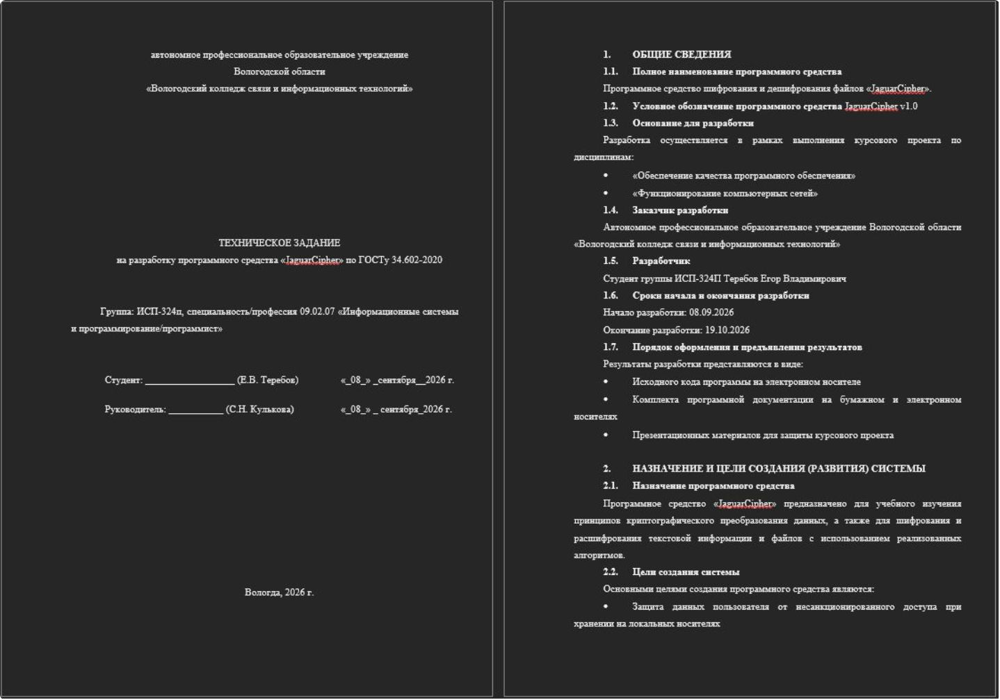 автономное профессиональное образовательное учреждение
Вологодской области
«Вологодский колледж связи и информационных технологий»
ТЕХНИЧЕСКОЕ ЗАДАНИЕ
на разработку программного средства «JaguarCipher» по ГОСТу 34.602-2020
Группа: ИСП-324п, специальность/профессия 09.02.07 «Информационные системы
и программирование/программист»
Студент: __________________ (Е.В. Теребов) «_08_» _сентября__2026 г.
Руководитель: ___________ (С.Н. Кулькова) «_08_» _ сентября_2026 г.
Вологда, 2026 г.
1. ОБЩИЕ СВЕДЕНИЯ
1.1. Полное наименование программного средства
Программное средство шифрования и дешифрования файлов «JaguarCipher».
1.2. Условное обозначение программного средства JaguarCipher v1.0
1.3. Основание для разработки
Разработка осуществляется в рамках выполнения курсового проекта по
дисциплинам:
• «Обеспечение качества программного обеспечения»
• «Функционирование компьютерных сетей»
1.4. Заказчик разработки
Автономное профессиональное образовательное учреждение Вологодской области
«Вологодский колледж связи и информационных технологий»
1.5. Разработчик
Студент группы ИСП-324П Теребов Егор Владимирович
1.6. Сроки начала и окончания разработки
Начало разработки: 08.09.2026
Окончание разработки: 19.10.2026
1.7. Порядок оформления и предъявления результатов
Результаты разработки представляются в виде:
• Исходного кода программы на электронном носителе
• Комплекта программной документации на бумажном и электронном
носителях
• Презентационных материалов для защиты курсового проекта
2. НАЗНАЧЕНИЕ И ЦЕЛИ СОЗДАНИЯ (РАЗВИТИЯ) СИСТЕМЫ
2.1. Назначение программного средства
Программное средство «JaguarCipher» предназначено для учебного изучения
принципов криптографического преобразования данных, а также для шифрования и
расшифрования текстовой информации и файлов с использованием реализованных
алгоритмов.
2.2. Цели создания системы
Основными целями создания программного средства являются:
• Защита данных пользователя от несанкционированного доступа при
хранении на локальных носителях